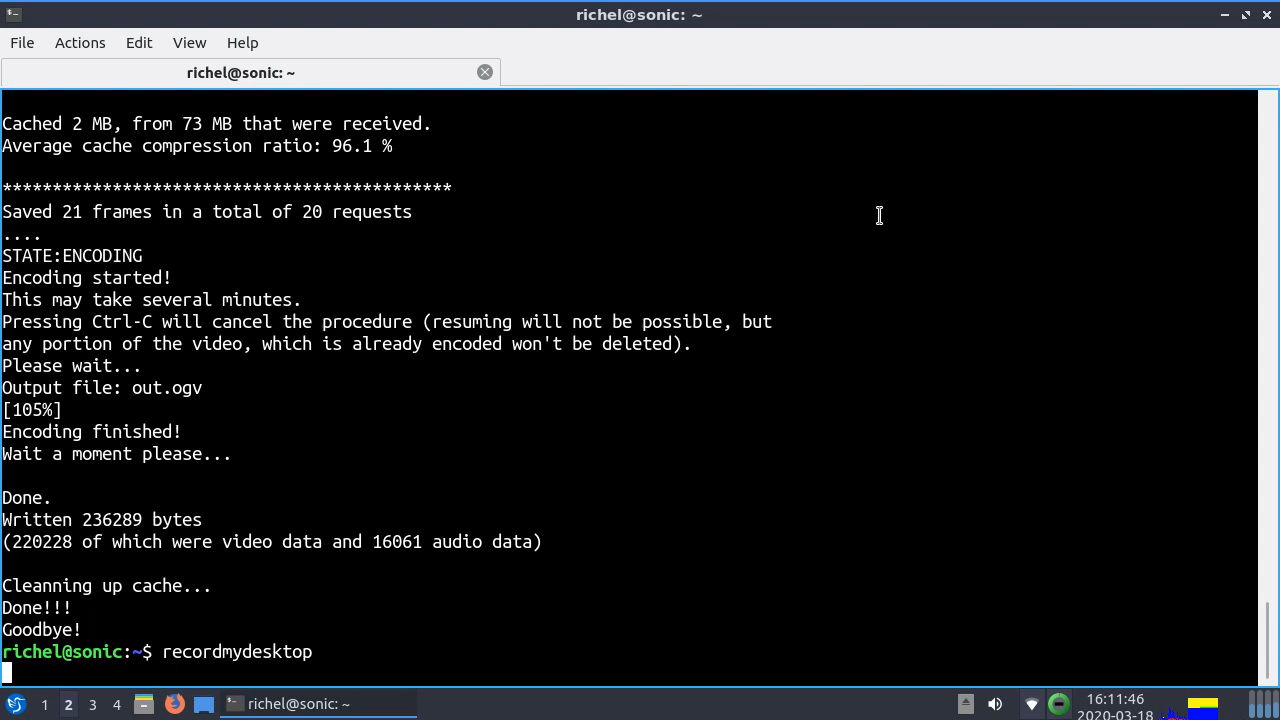 richel@sonic: ~
File Actions Edit View Help
richel@sonic: ~
Cached 2 MB, from 73 MB that were received.
Average cache compression ratio: 96.1 %
*********************************************
Saved 21 frames in a total of 20 requests
....
STATE:ENCODING
Encoding started!
This may take several minutes.
Pressing Ctrl-C will cancel the procedure (resuming will not be possible, but
any portion of the video, which is already encoded won't be deleted).
Please wait...
Output file: out.ogv
[105%]
Encoding finished!
Wait a moment please...
Done.
Written 236289 bytes
(220228 of which were video data and 16061 audio data)
Cleanning up cache...
Done!!!
Goodbye!
richel@sonic:~$ recordmydesktop
1 2 3 4 richel@sonic: ~ 16:11:46
2020-03-18